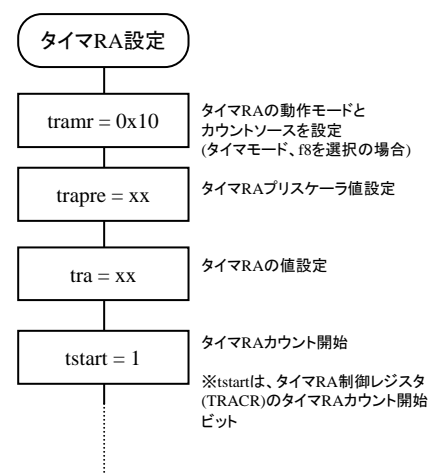 タイマRA設定
tramr = 0x10
タイマRAの動作モードと
カウントソースを設定
(タイマモード、f8を選択の場合)
trapre = xx
タイマRAプリスケーラ値設定
tra = xx
タイマRAの値設定
tstart = 1
タイマRAカウント開始
※tstartは、タイマRA制御レジスタ
(TRACR)のタイマRAカウント開始
ビット